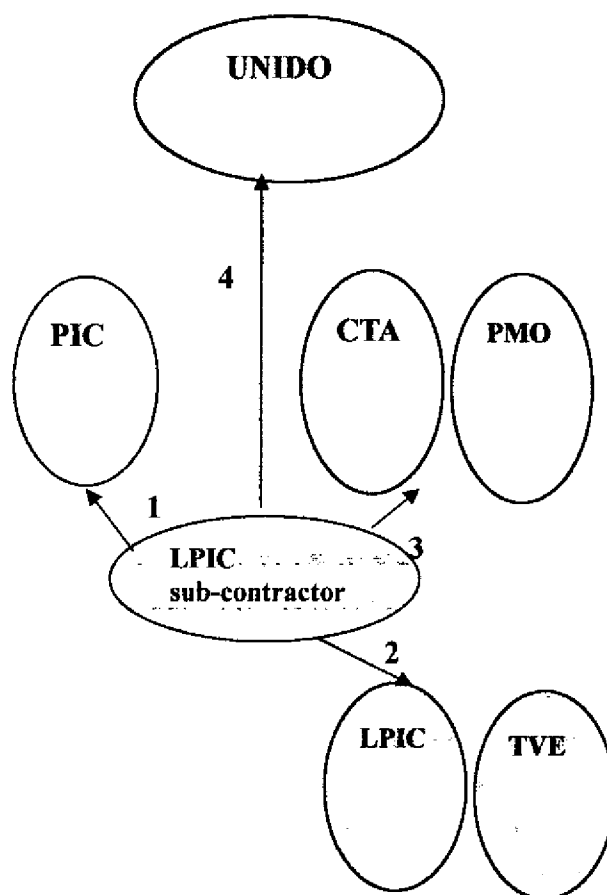 UNIDO
4
PIC
CTA
PMO
1
LPIC
3
sub-contractor
2
LPIC
TVE